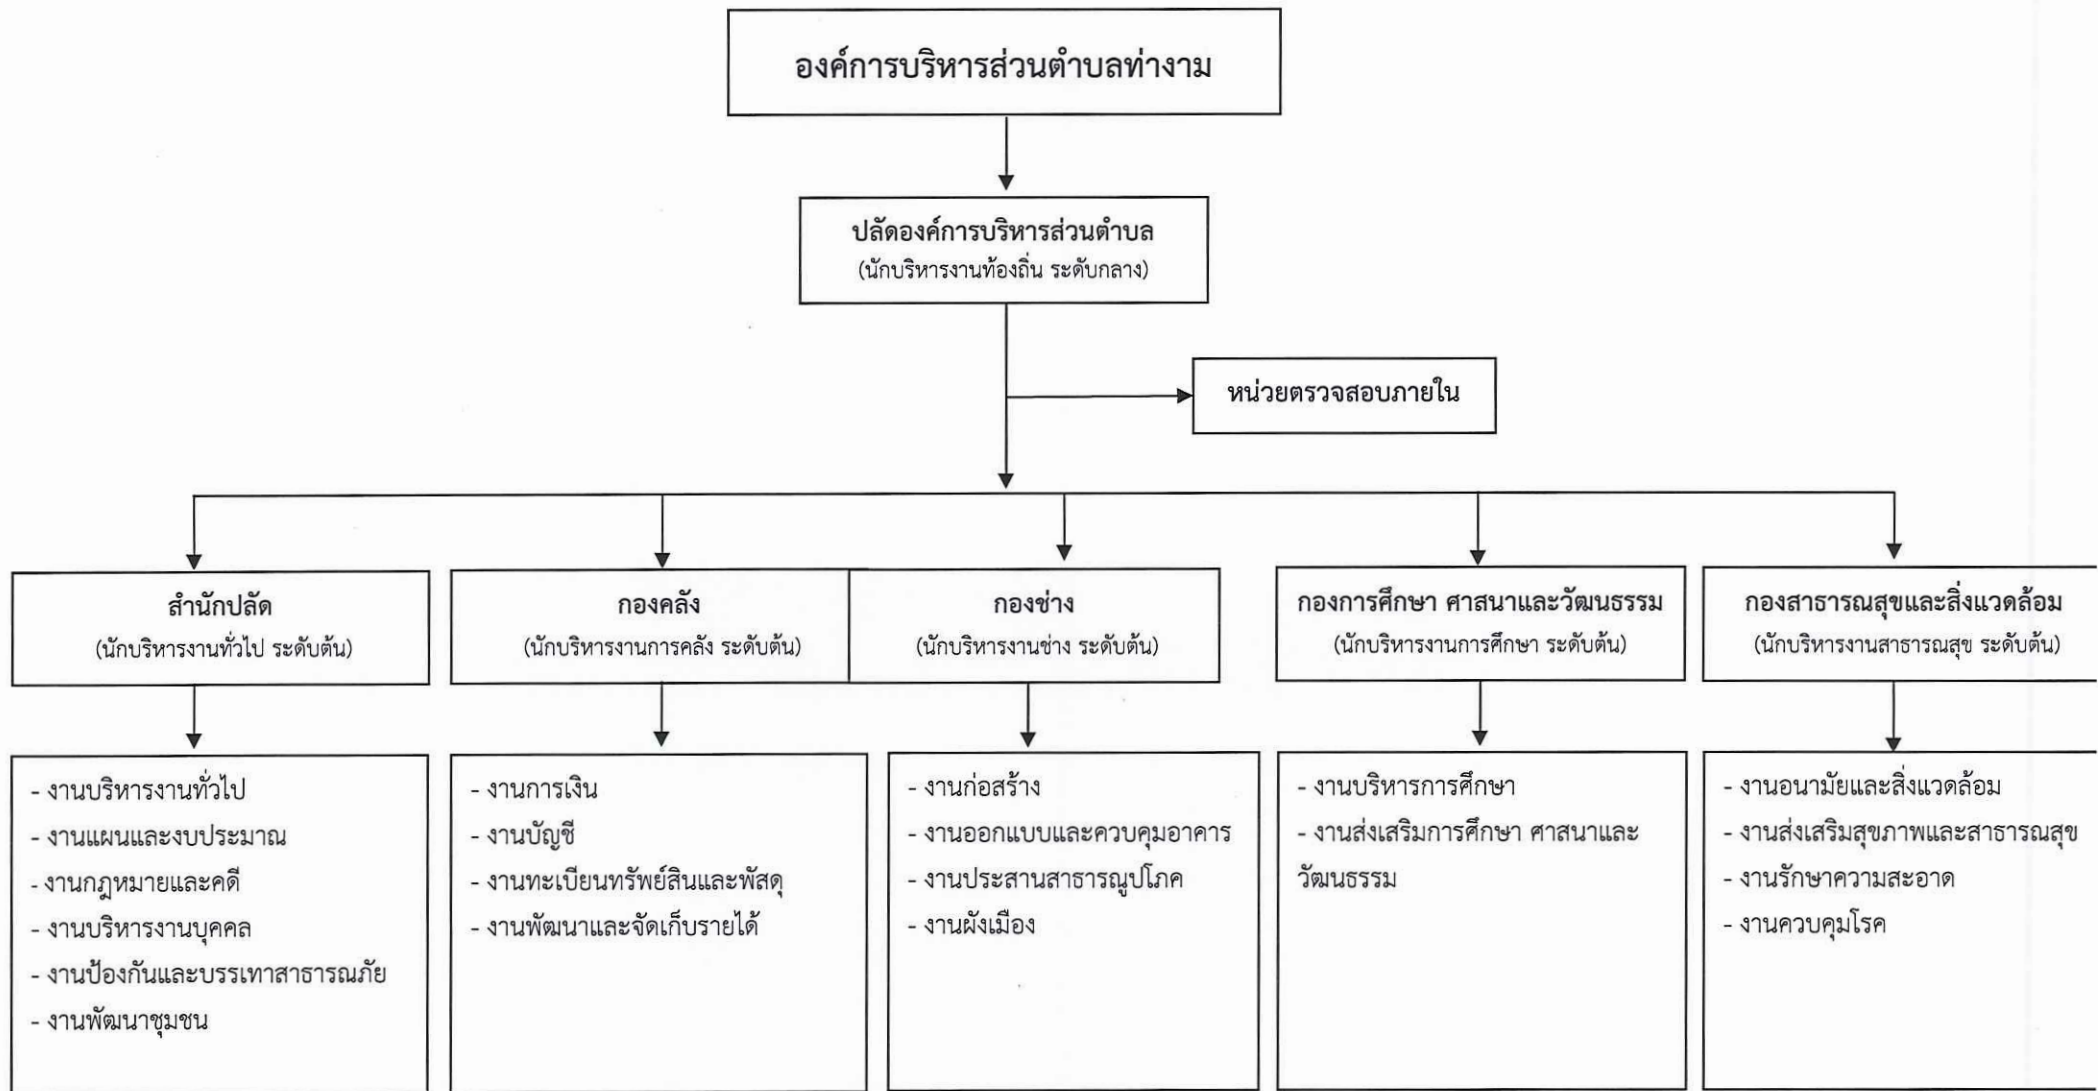 องค์การบริหารส่วนตำบลท่างาม
ปลัดองค์การบริหารส่วนตำบล
(นักบริหารงานท้องถิ่น ระดับกลาง)
หน่วยตรวจสอบภายใน
สำนักปลัด
(นักบริหารงานทั่วไป ระดับต้น)
กองคลัง
(นักบริหารงานการคลัง ระดับต้น)
กองช่าง
(นักบริหารงานช่าง ระดับต้น)
กองการศึกษา ศาสนาและวัฒนธรรม
(นักบริหารงานการศึกษา ระดับต้น)
กองสาธารณสุขและสิ่งแวดล้อม
(นักบริหารงานสาธารณสุข ระดับต้น)
- งานบริหารงานทั่วไป
- งานแผนและงบประมาณ
- งานกฎหมายและคดี
- งานบริหารงานบุคคล
- งานป้องกันและบรรเทาสาธารณภัย
- งานพัฒนาชุมชน
- งานการเงิน
- งานบัญชี
- งานทะเบียนทรัพย์สินและพัสดุ
- งานพัฒนาและจัดเก็บรายได้
- งานก่อสร้าง
- งานออกแบบและควบคุมอาคาร
- งานประสานสาธารณูปโภค
- งานผังเมือง
- งานบริหารการศึกษา
- งานส่งเสริมการศึกษา ศาสนาและ
วัฒนธรรม
- งานอนามัยและสิ่งแวดล้อม
- งานส่งเสริมสุขภาพและสาธารณสุข
- งานรักษาความสะอาด
- งานควบคุมโรค